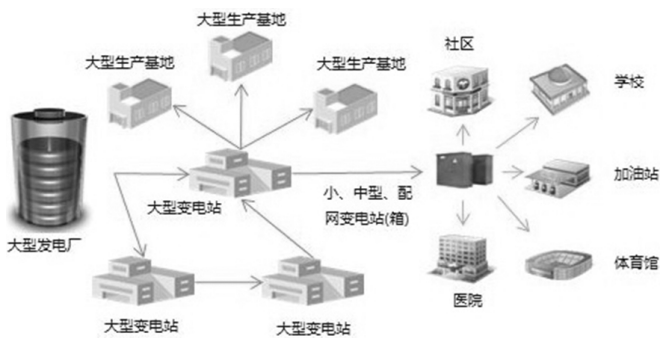 大型生产基地
大型生产基地
大型生产基地
社区
学校
大型变电站
小、中型、配
网变电站(箱)
加油站
大型发电厂
医院
体育馆
大型变电站
大型变电站